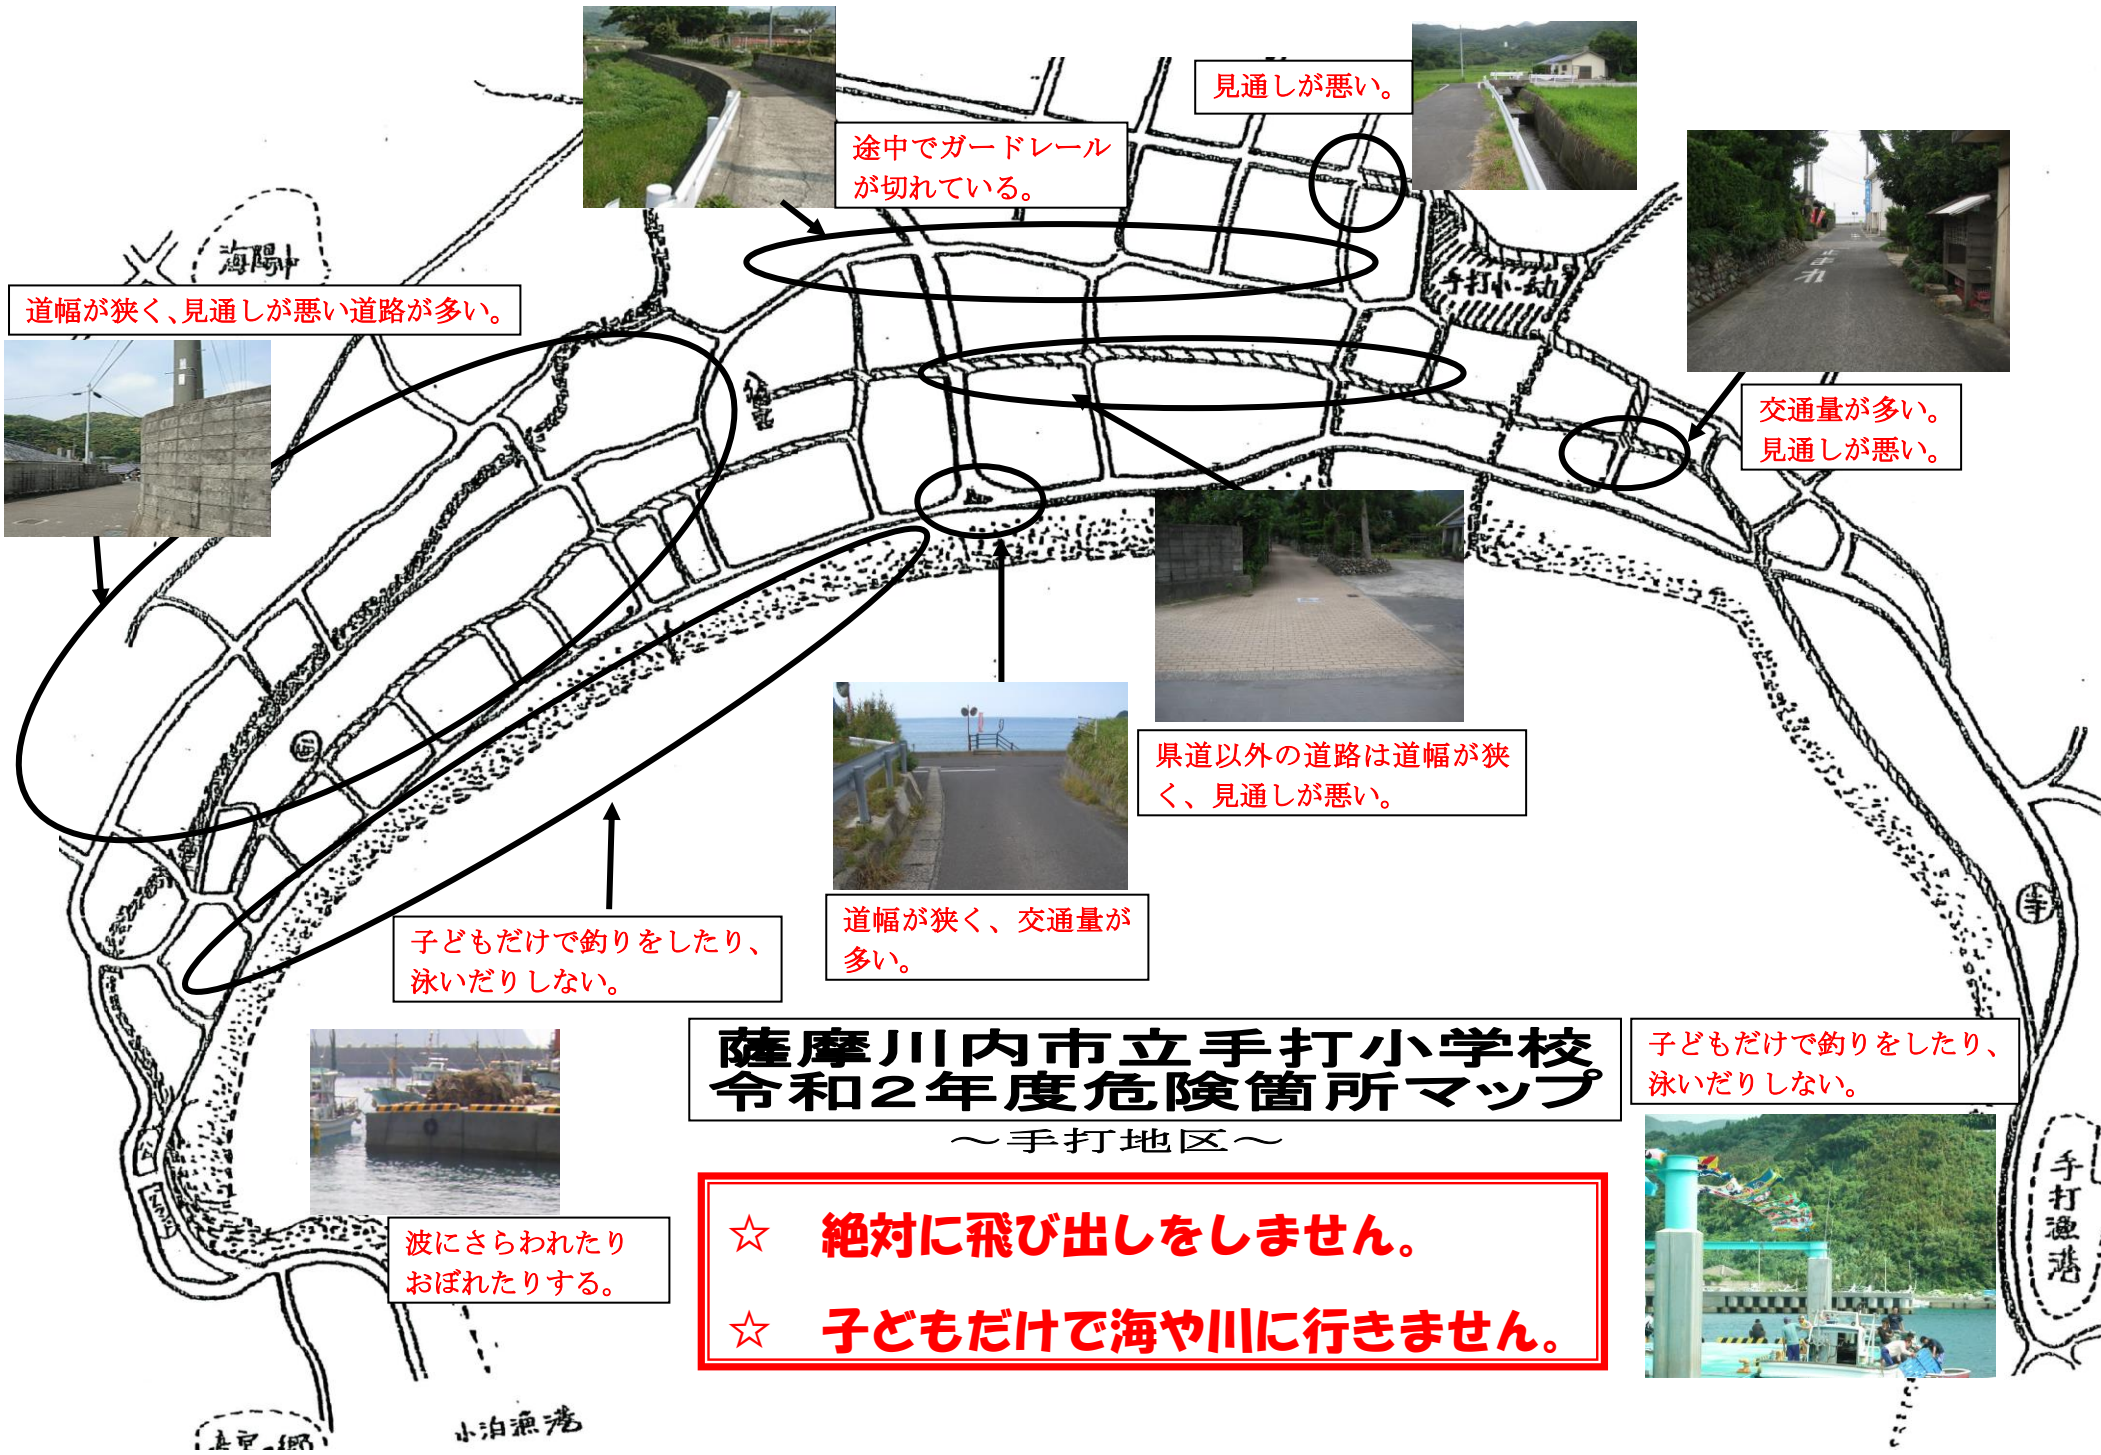 見通しが悪い。
途中でガードレール
が切れている。
海陽中
道幅が狭く、見通しが悪い道路が多い。
手打小・幼
止まれ
交通量が多い。
見通しが悪い。
県道以外の道路は道幅が狭
く、見通しが悪い。
道幅が狭く、交通量が
多い。
子どもだけで釣りをしたり、
泳いだりしない。
薩摩川内市立手打小学校
令和2年度危険箇所マップ
～手打地区～
子どもだけで釣りをしたり、
泳いだりしない。
手打漁港
波にさらわれたり
おぼれたりする。
☆ 絶対に飛び出しをしません。
☆ 子どもだけで海や川に行きません。
小泊漁港